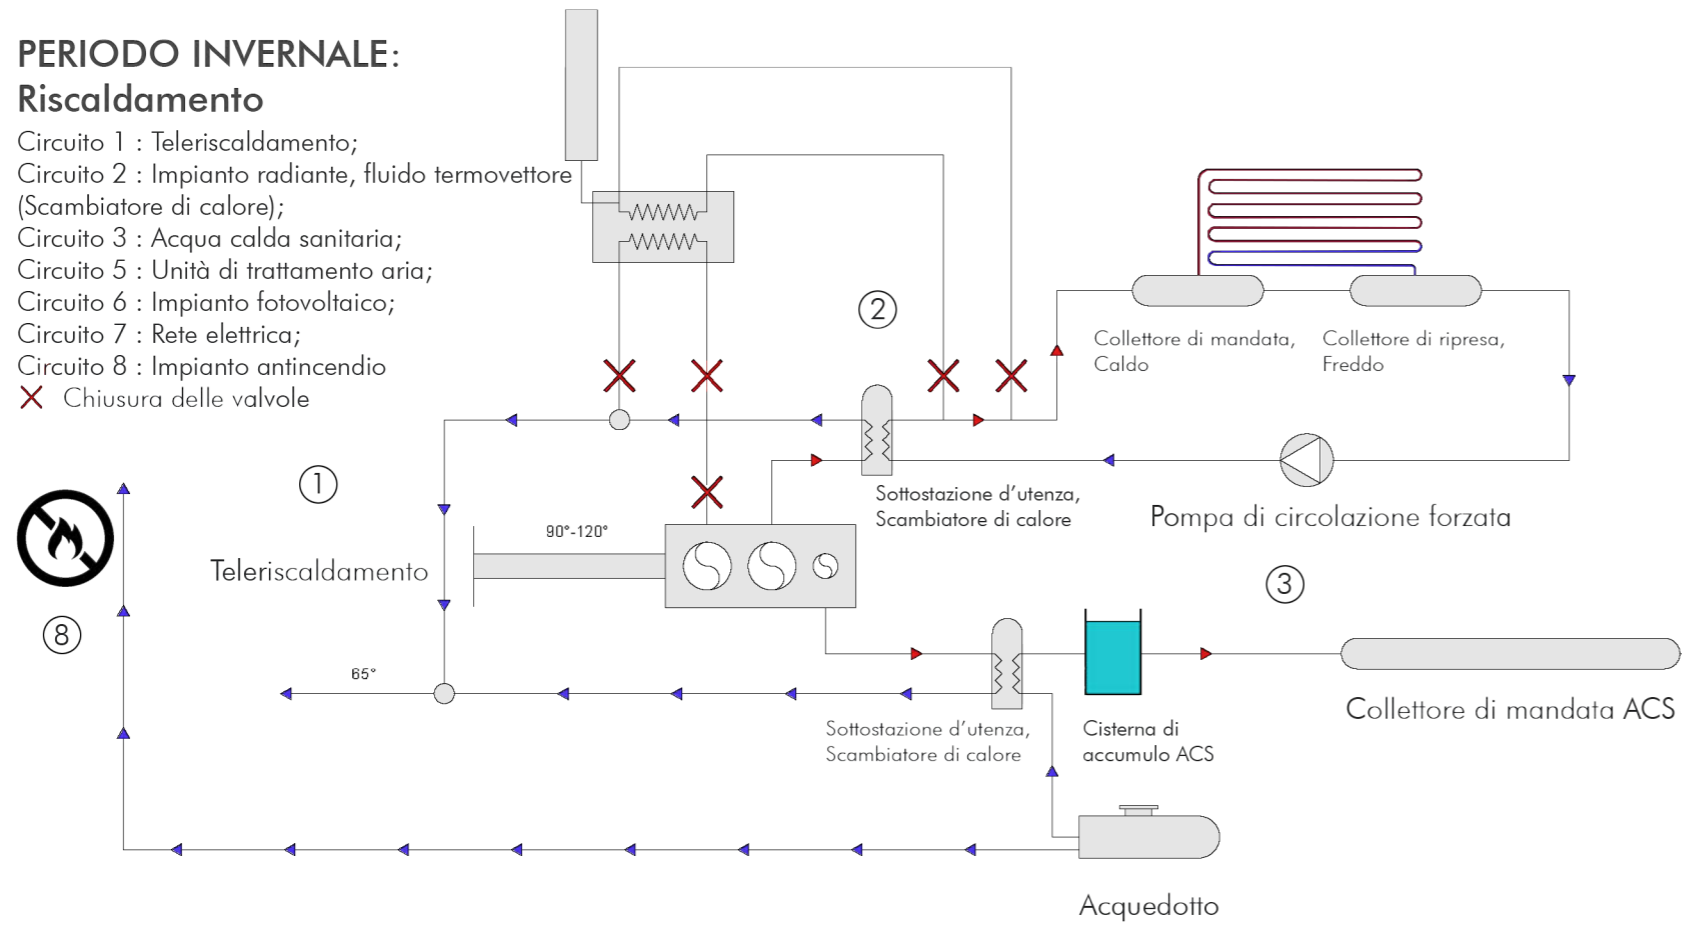 PERIODO INVERNALE:
Riscaldamento
Circuito 1 : Teleriscaldamento;
Circuito 2 : Impianto radiante, fluido termovettore
(Scambiatore di calore);
Circuito 3 : Acqua calda sanitaria;
Circuito 5 : Unità di trattamento aria;
Circuito 6 : Impianto fotovoltaico;
Circuito 7 : Rete elettrica;
Circuito 8 : Impianto antincendio
Chiusura delle valvole
2
Collettore di mandata,
Caldo
Collettore di ripresa,
Freddo
1
Sottostazione d'utenza,
Scambiatore di calore
Pompa di circolazione forzata
90°-120°
Teleriscaldamento
3
8
65°
Sottostazione d'utenza,
Scambiatore di calore
Cisterna di
accumulo ACS
Collettore di mandata ACS
Acquedotto